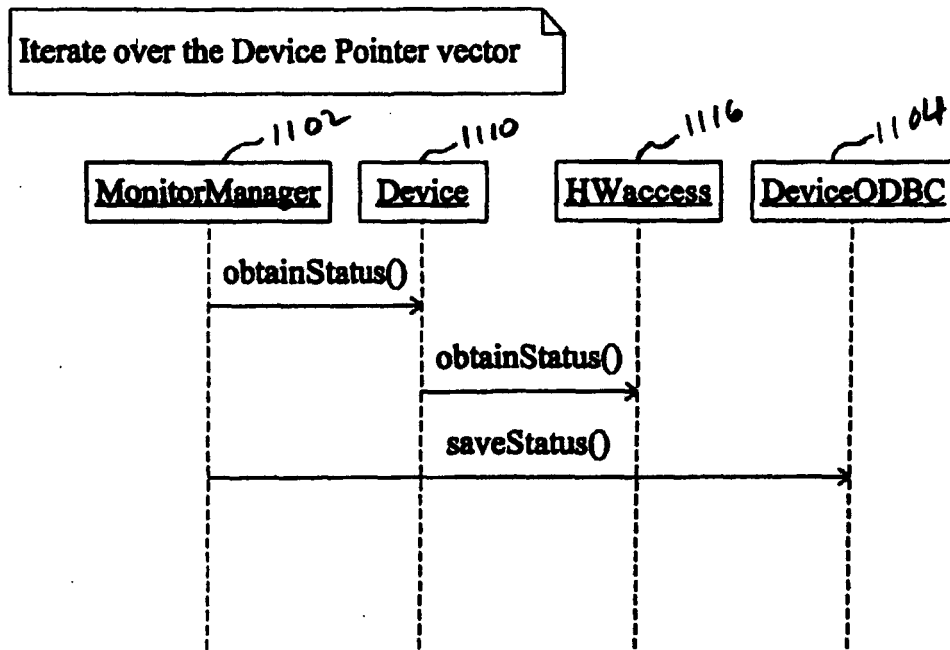 Iterate over the Device Pointer vector
1102
1110
1116
1104
MonitorManager
Device
HWaccess
DeviceODBC
obtainStatus()
obtainStatus()
saveStatus()